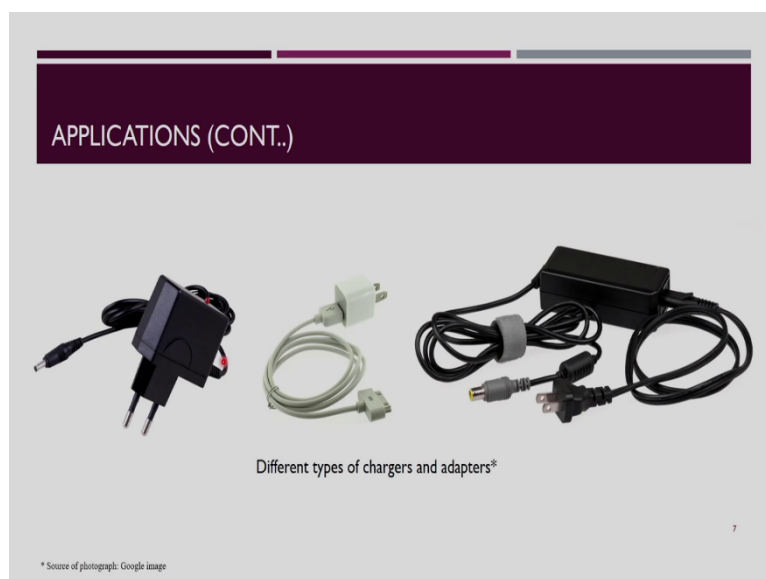 APPLICATIONS (CONT..)
Different types of chargers and adapters*
7
* Source of photograph: Google image